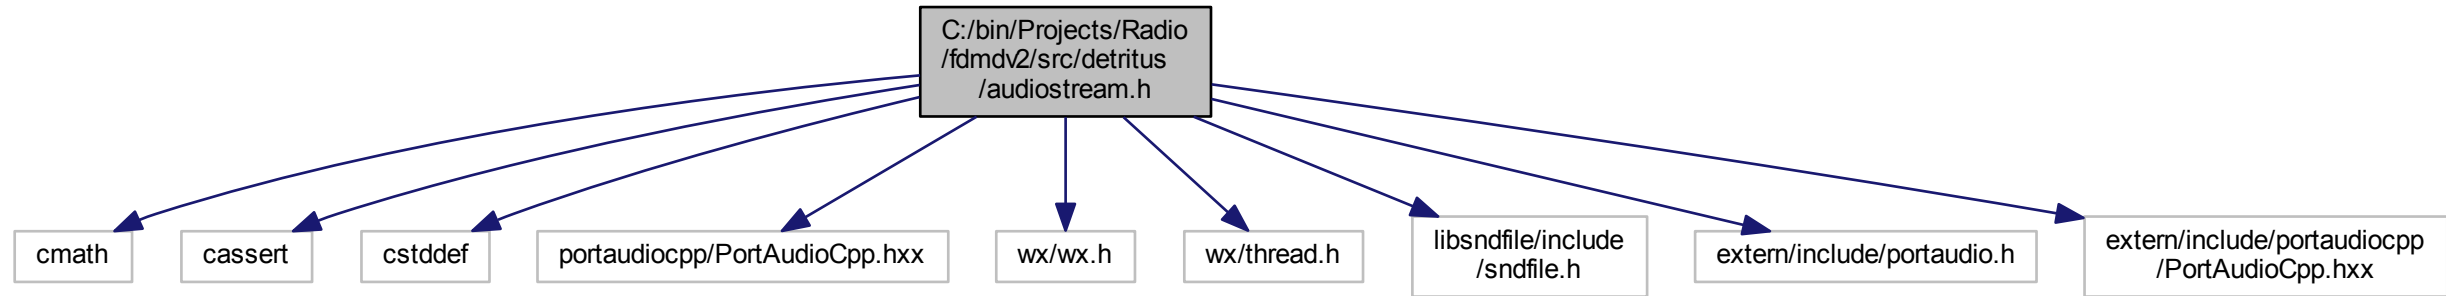 C:/bin/Projects/Radio
/fdmdv2/src/detritus
/audiostream.h
cmath
cassert
cstddef
portaudiocpp/PortAudioCpp.hxx
wx/wx.h
wx/thread.h
libsndfile/include
/sndfile.h
extern/include/portaudio.h
extern/include/portaudiocpp
/PortAudioCpp.hxx